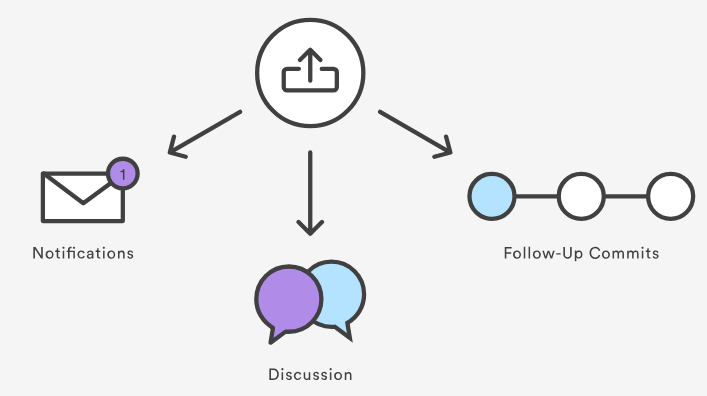 1
Notifications
Follow-Up Commits
Discussion